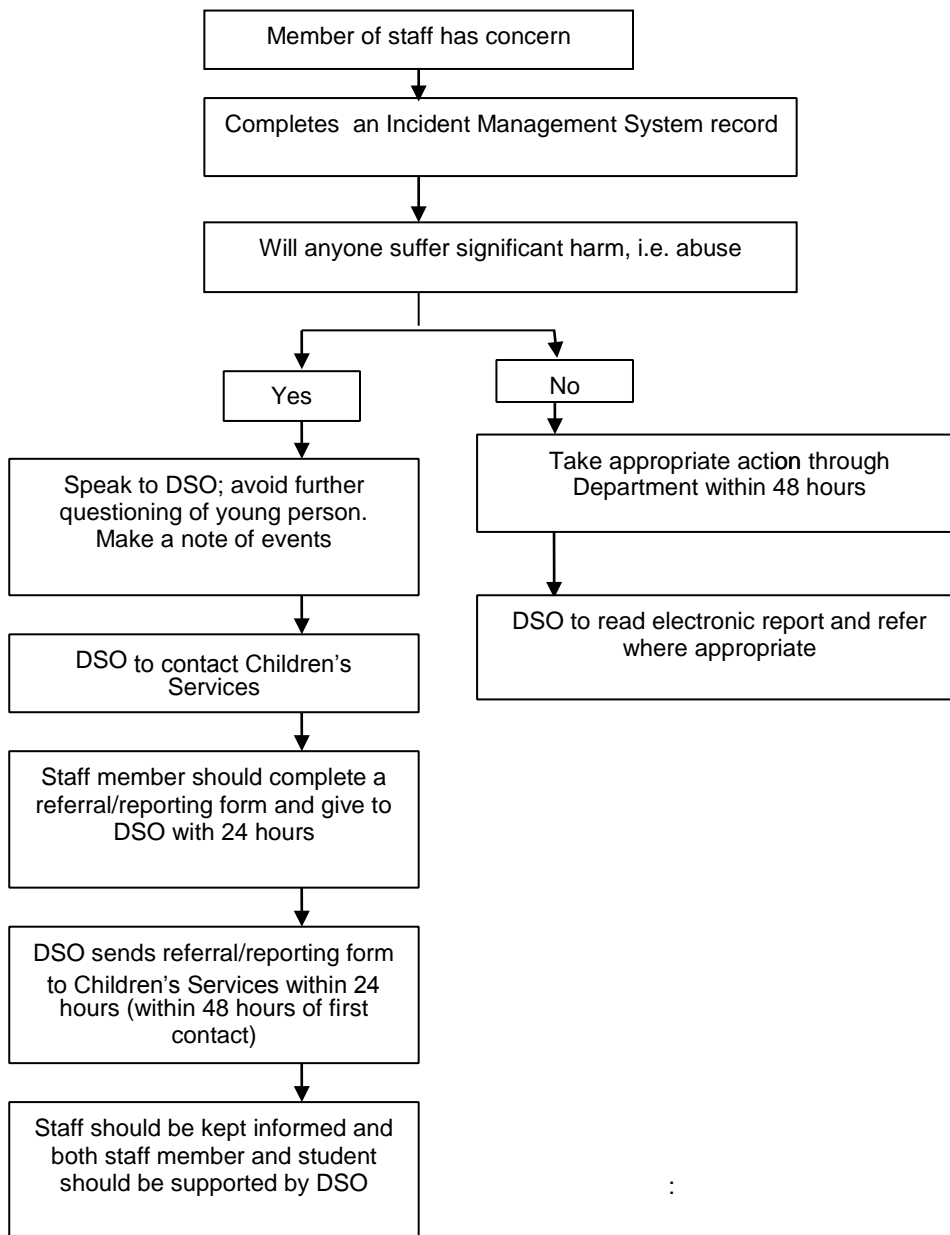 Member of staff has concern
Completes  an Incident Management System record
Will anyone suffer significant harm, i.e. abuse
Yes
No
Speak to DSO; avoid further
questioning of young person.
Make a note of events
Take appropriate action through
Department within 48 hours
DSO to read electronic report and refer
where appropriate
DSO to contact Children’s
Services
Staff member should complete a
referral/reporting form and give to
DSO with 24 hours
DSO sends referral/reporting form
to Children’s Services within 24
hours (within 48 hours of first
contact)
Staff should be kept informed and
both staff member and student
should be supported by DSO
: